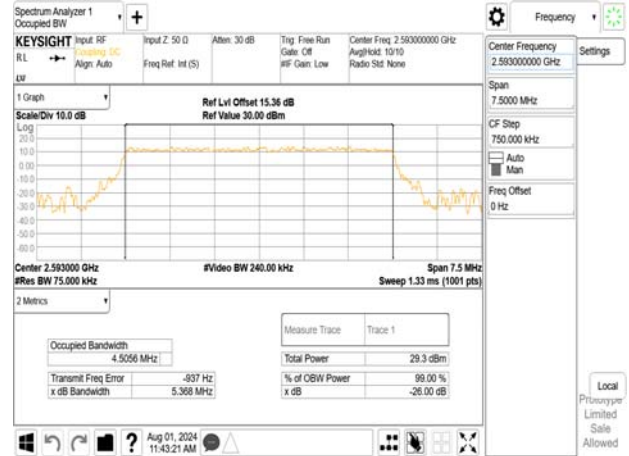 Spectrum Analyzer 1
Occupied BW
Frequency
KEYSIGHT
Input: RF
Coupling: DC
Align: Auto
Input Z: 50 Ω
Freq Ref: Int (S)
Atten: 30 dB
Trig: Free Run
Gate: Off
#IF Gain: Low
Center Freq: 2.593000000 GHz
Avg|Hold: 10/10
Radio Std: None
RL
LU
Center Frequency
2.593000000 GHz
Settings
Span
7.5000 MHz
CF Step
750.000 kHz
Auto
Man
Freq Offset
0 Hz
1 Graph
Scale/Div 10.0 dB
Ref Lvl Offset 15.36 dB
Ref Value 30.00 dBm
Log
20.0
10.0
0.00
-10.0
-20.0
-30.0
-40.0
-50.0
-60.0
Center 2.593000 GHz
#Res BW 75.000 kHz
#Video BW 240.00 kHz
Span 7.5 MHz
Sweep 1.33 ms (1001 pts)
2 Metrics
Measure Trace
Trace 1
Occupied Bandwidth
4.5056 MHz
Total Power
29.3 dBm
Transmit Freq Error
-937 Hz
% of OBW Power
99.00 %
x dB Bandwidth
5.368 MHz
x dB
-26.00 dB
Local
Prototype
Limited
Sale
Allowed
?
Aug 01, 2024
11:43:21 AM